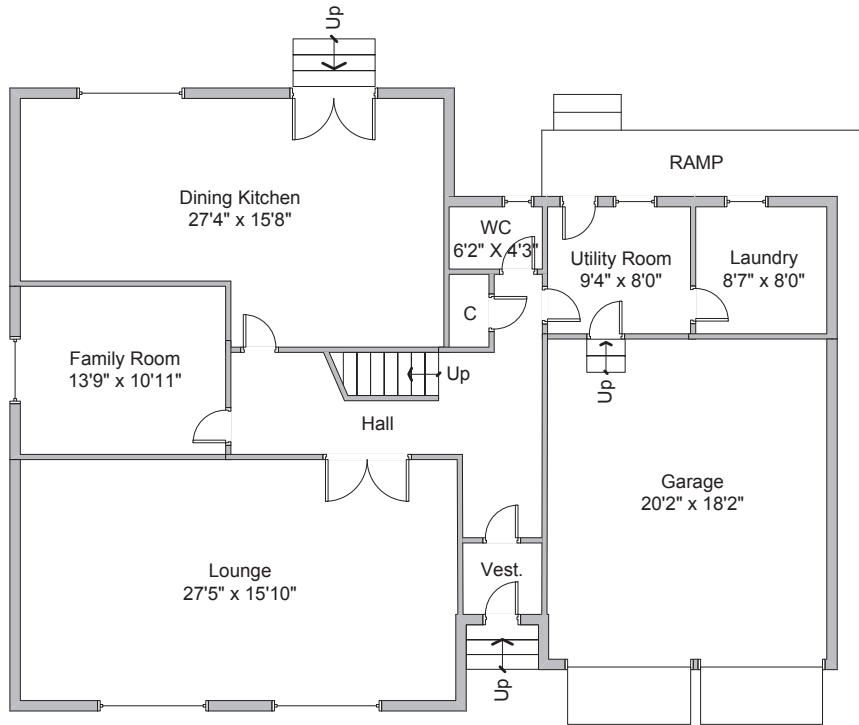 Up
RAMP
Dining Kitchen
27'4" x 15'8"
WC
6'2" X 4'3"
Utility Room
9'4" x 8'0"
Laundry
8'7" x 8'0"
C
Family Room
13'9" x 10'11"
Up
Up
Hall
Garage
20'2" x 18'2"
Lounge
27'5" x 15'10"
Vest.
Up